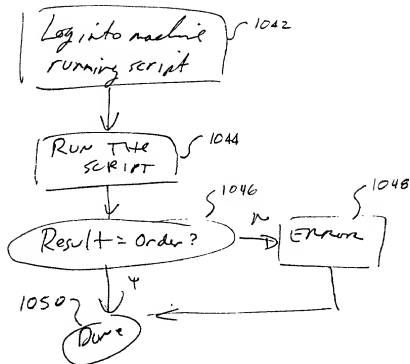 Log into machine
running script
1042
RUN THE
SCRIPT
1044
1046
Result = Order?
N
1048
ERROR
Y
1050
Done